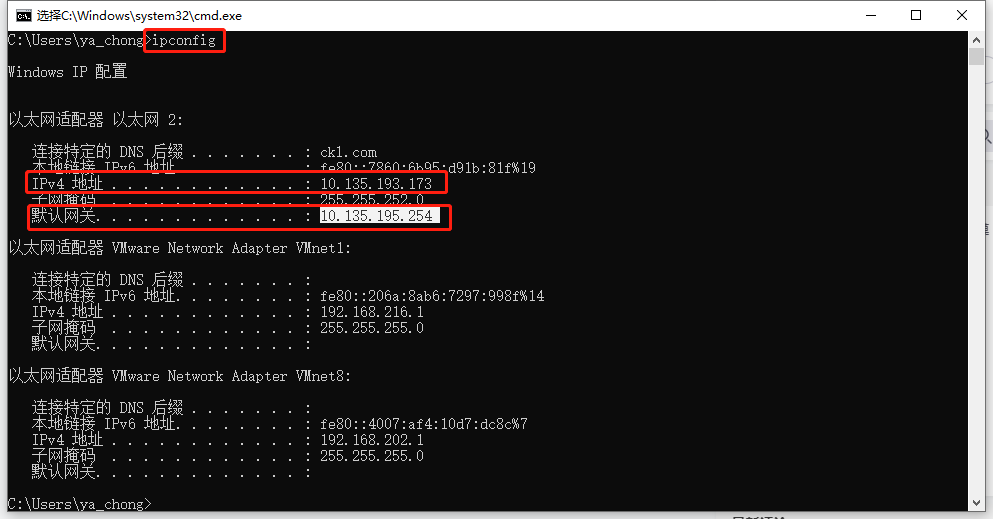 选择C:\Windows\system32\cmd.exe
C:\Users\ya_chong>ipconfig
Windows IP 配置
以太网适配器 以太网 2:
连接特定的 DNS 后缀 . . . . . . . : ckl.com
本地链接 IPv6 地址. . . . . . . . : fe80::7860:6b95:d91b:81f%19
IPv4 地址 . . . . . . . . . . . . : 10.135.193.173
子网掩码 . . . . . . . . . . . . : 255.255.252.0
默认网关. . . . . . . . . . . . . : 10.135.195.254
以太网适配器 VMware Network Adapter VMnet1:
连接特定的 DNS 后缀 . . . . . . . :
本地链接 IPv6 地址. . . . . . . . : fe80::206a:8ab6:7297:998f%14
IPv4 地址 . . . . . . . . . . . . : 192.168.216.1
子网掩码 . . . . . . . . . . . . : 255.255.255.0
默认网关. . . . . . . . . . . . . :
以太网适配器 VMware Network Adapter VMnet8:
连接特定的 DNS 后缀 . . . . . . . :
本地链接 IPv6 地址. . . . . . . . : fe80::4007:af4:10d7:dc8c%7
IPv4 地址 . . . . . . . . . . . . : 192.168.202.1
子网掩码 . . . . . . . . . . . . : 255.255.255.0
默认网关. . . . . . . . . . . . . :
C:\Users\ya_chong>